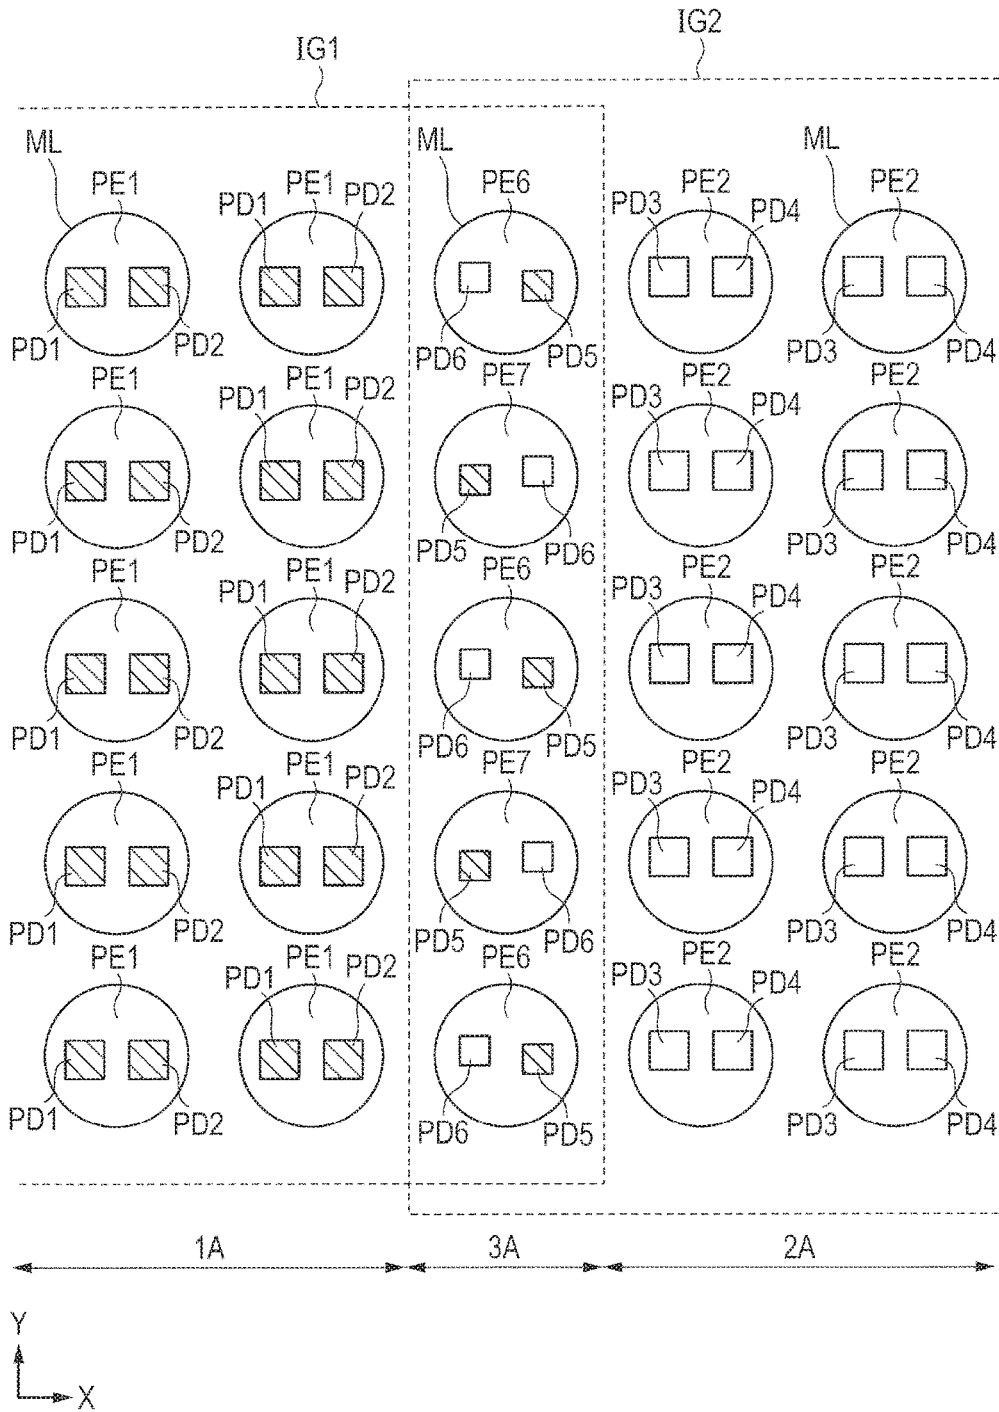 IG1 IG2
ML PE1 PD1 PE1 PD2 ML PE6 PD3 PE2 PD4 ML PE2
PD1 PD2 PD6 PD5 PD3 PD4
PE1 PD1 PE1 PD2 PE7 PD3 PE2 PD4 PE2
PD1 PD2 PD5 PD6 PD3 PD4
PE1 PD1 PE1 PD2 PE6 PD3 PE2 PD4 PE2
PD1 PD2 PD6 PD5 PD3 PD4
PE1 PD1 PE1 PD2 PE7 PD3 PE2 PD4 PE2
PD1 PD2 PD5 PD6 PD3 PD4
PE1 PD1 PE1 PD2 PE6 PD3 PE2 PD4 PE2
PD1 PD2 PD6 PD5 PD3 PD4
1A 3A 2A
Y
X